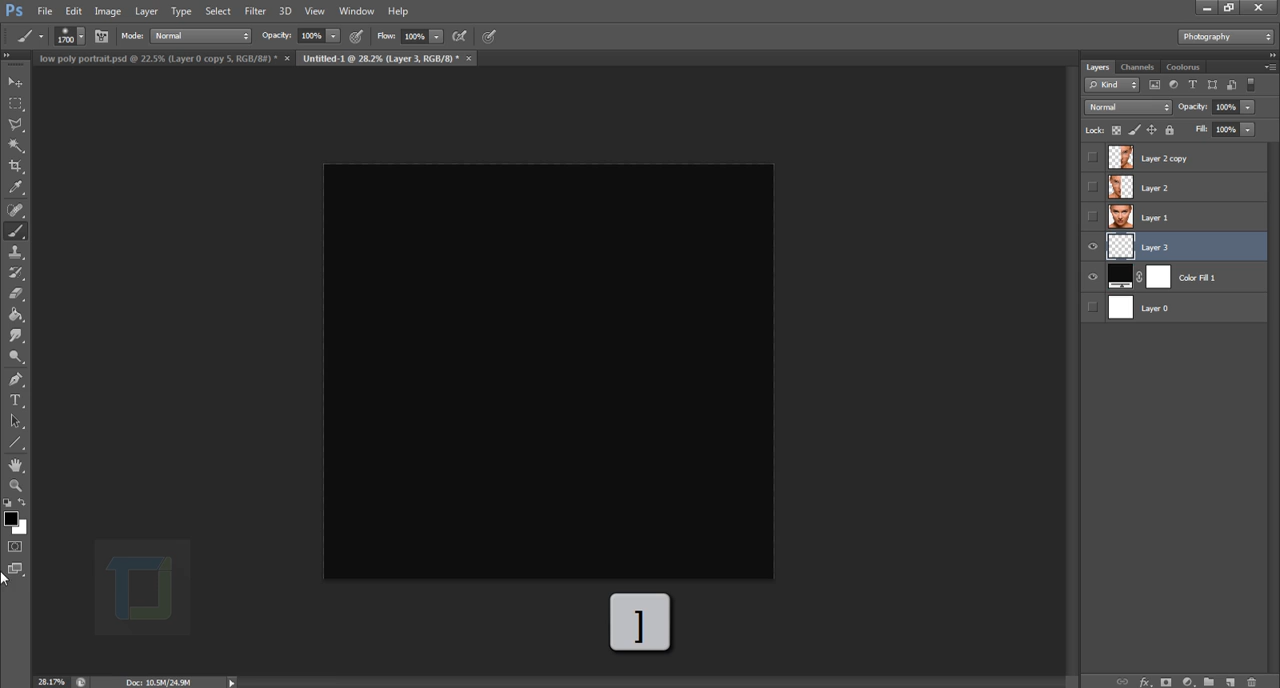 Ps File Edit Image Layer Type Select Filter 3D View Window Help
1700 Mode: Normal Opacity: 100% Flow: 100% Photography
low poly portrait.psd @ 22.5% (Layer 0 copy 5, RGB/8#) * × Untitled-1 @ 28.2% (Layer 3, RGB/8) * ×
Layers Channels Coolorus
Kind
Normal Opacity: 100%
Lock: Fill: 100%
Layer 2 copy
Layer 2
Layer 1
Layer 3
Color Fill 1
Layer 0
]
28.17% Doc: 10.5M/24.9M